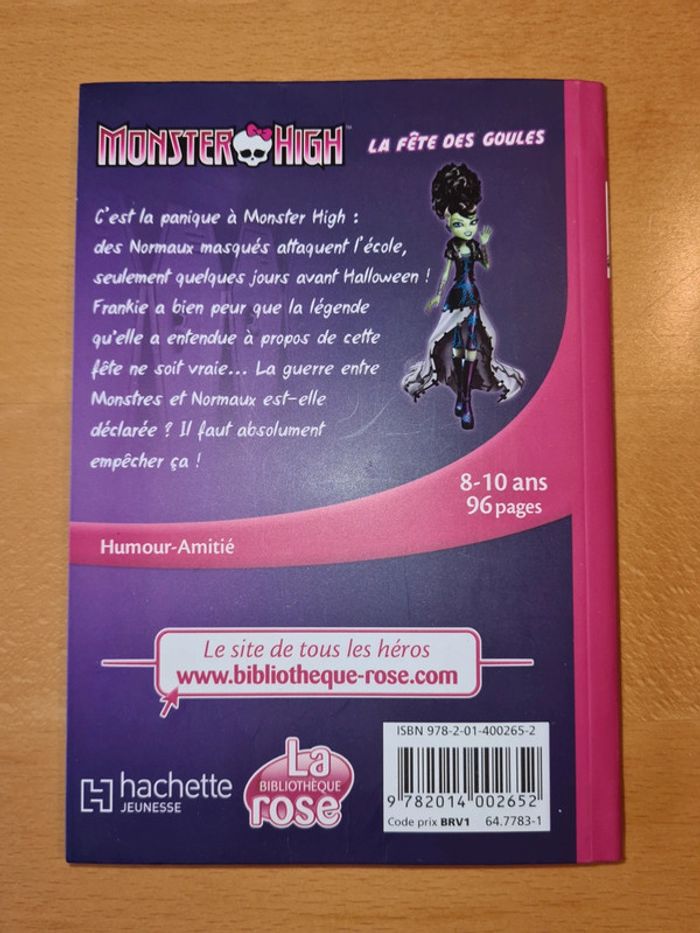 MONSTER HIGH™ LA FÊTE DES GOULES
C'est la panique à Monster High :
des Normaux masqués attaquent l'école,
seulement quelques jours avant Halloween !
Frankie a bien peur que la légende
qu'elle a entendue à propos de cette
fête ne soit vraie... La guerre entre
Monstres et Normaux est-elle
déclarée ? Il faut absolument
empêcher ça !
8-10 ans
96 pages
Humour-Amitié
Le site de tous les héros
www.bibliotheque-rose.com
ISBN 978-2-01-400265-2
9 782014 002652
Code prix BRV1 64.7783-1
hachette
JEUNESSE
La
BIBLIOTHÈQUE
rose